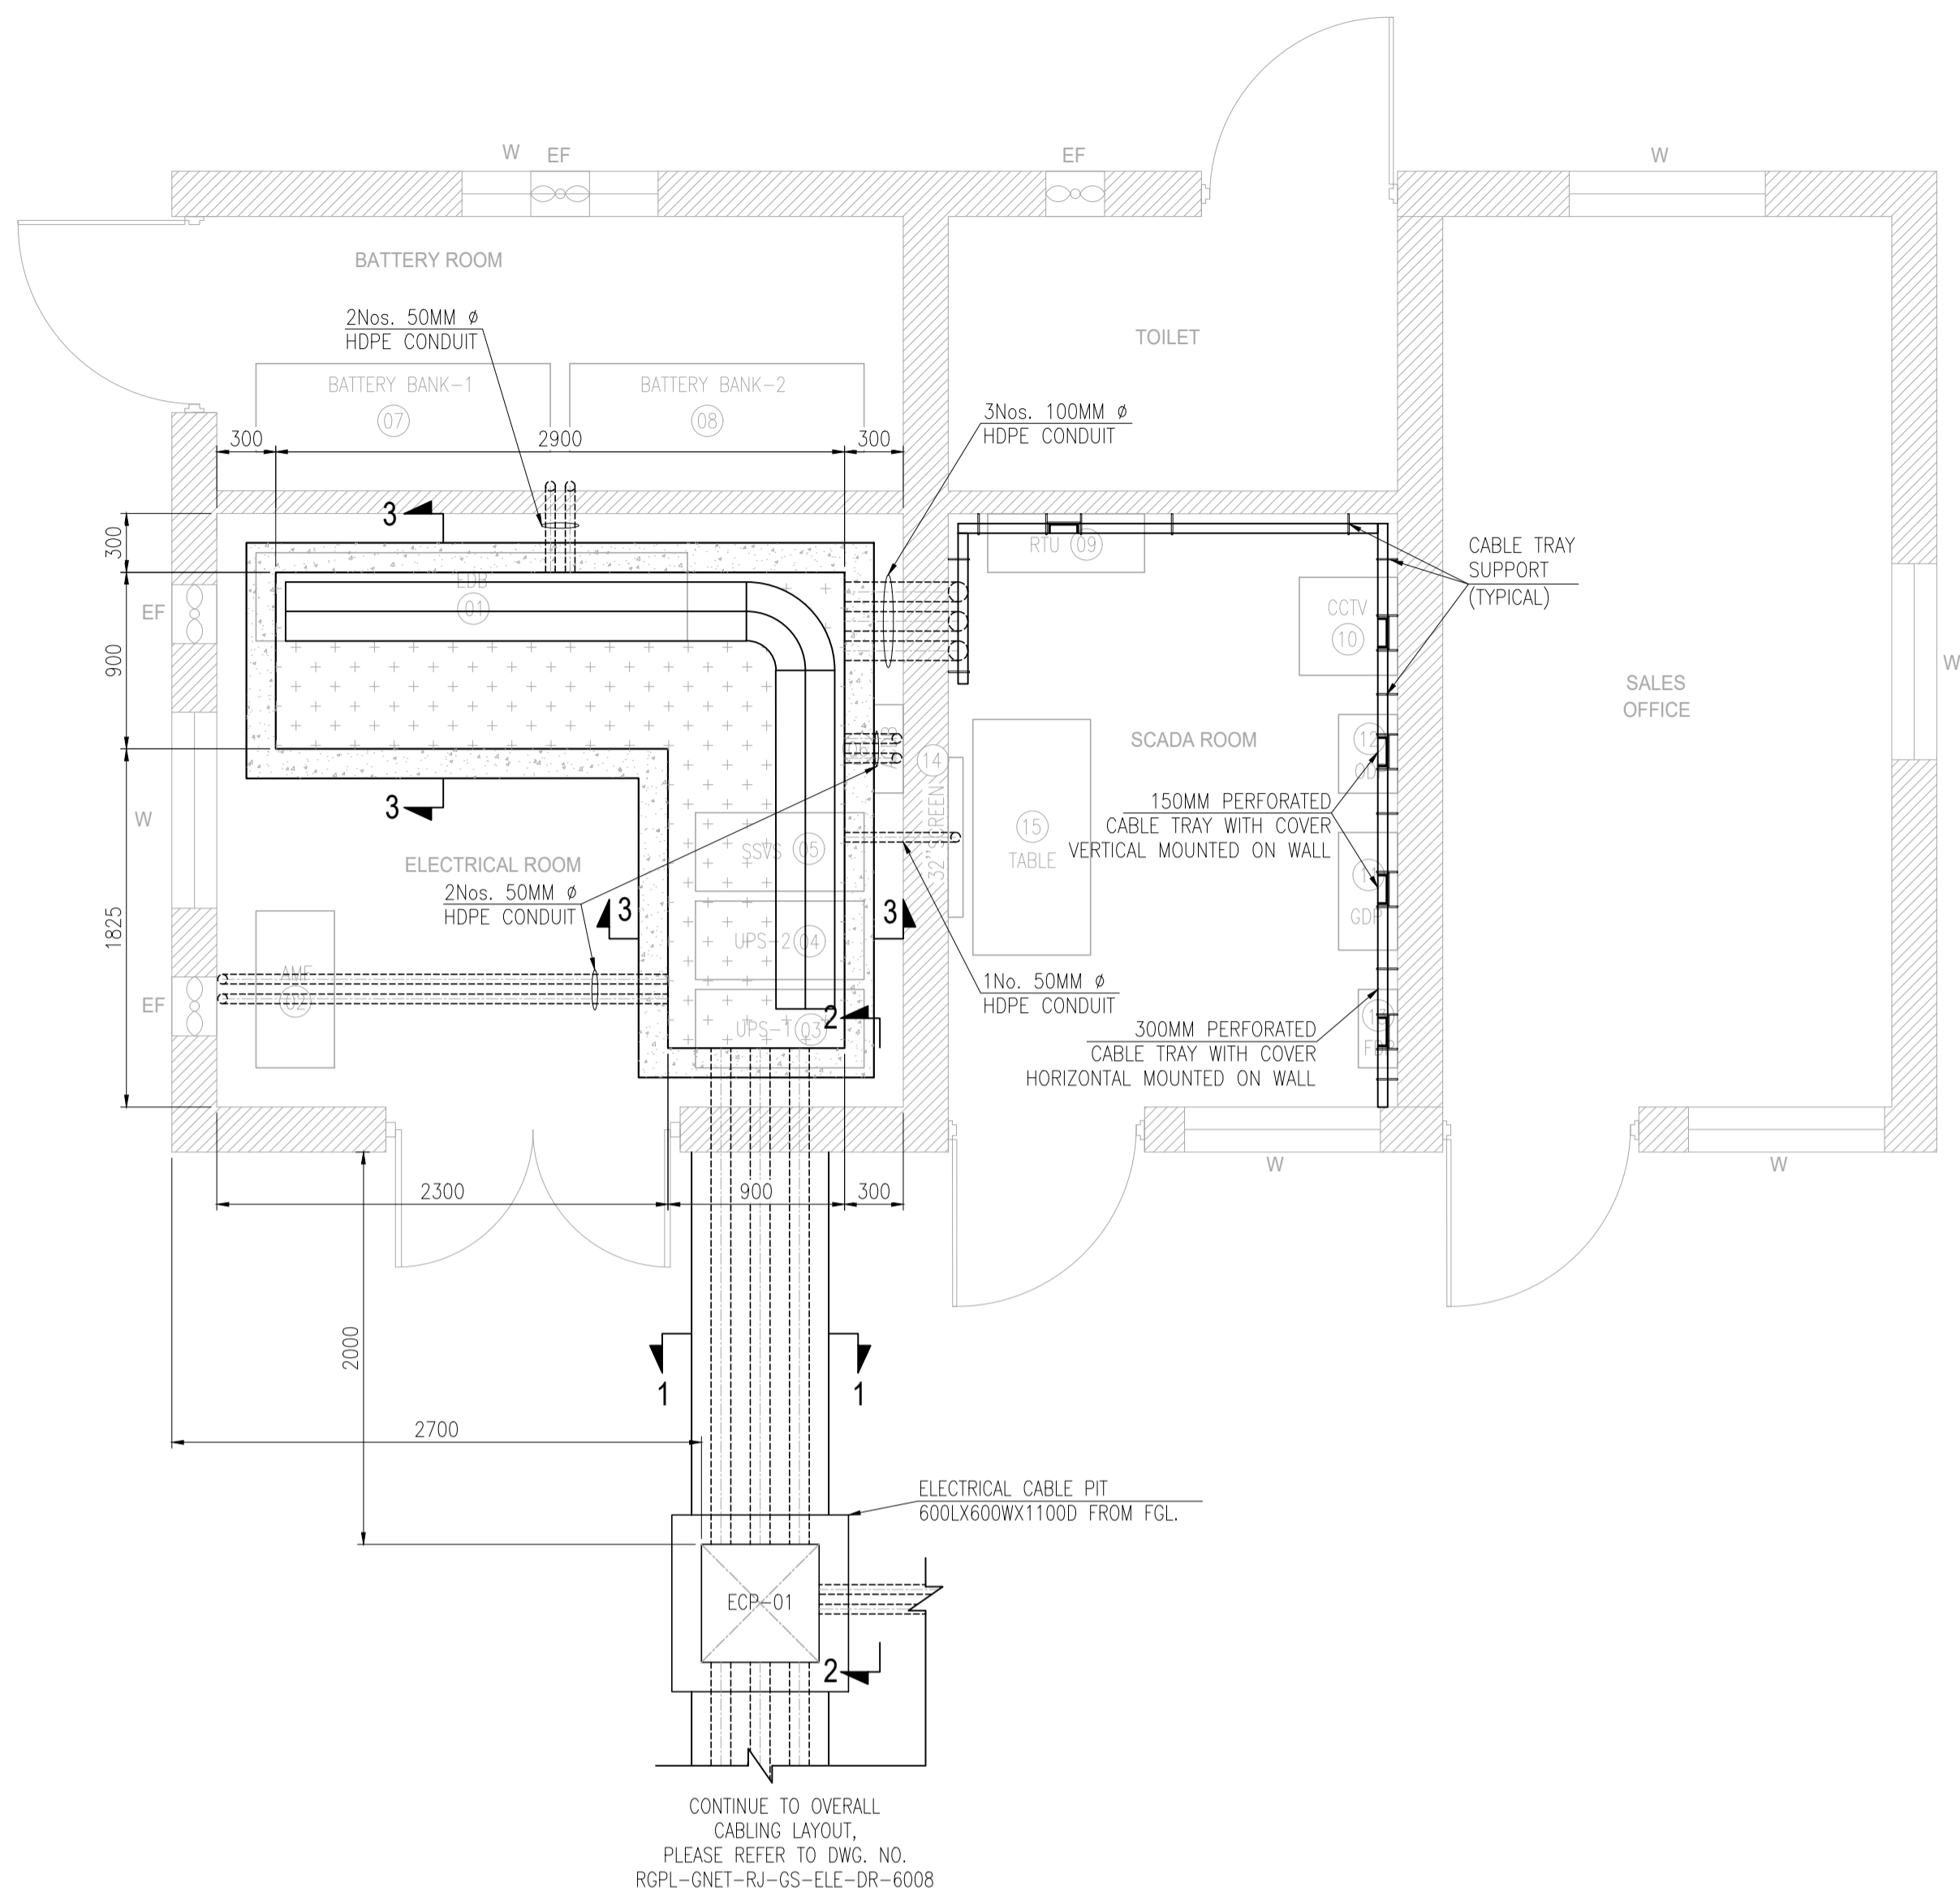 W
EF
EF
W
BATTERY ROOM
2Nos. 50MM ø
HDPE CONDUIT
TOILET
BATTERY BANK-1
07
BATTERY BANK-2
08
3Nos. 100MM ø
HDPE CONDUIT
300
2900
300
3
300
RTU 09
CABLE TRAY
SUPPORT
(TYPICAL)
EDB
01
EF
CCTV
10
900
W
SALES
OFFICE
12
SCADA ROOM
14
32" SCREEN
3
150MM PERFORATED
CABLE TRAY WITH COVER
VERTICAL MOUNTED ON WALL
W
15
TABLE
SSVS 05
ELECTRICAL ROOM
2Nos. 50MM ø
HDPE CONDUIT
3
3
GDP
1825
UPS-2 04
AMF
02
EF
1No. 50MM ø
HDPE CONDUIT
2
UPS-1 03
300MM PERFORATED
CABLE TRAY WITH COVER
HORIZONTAL MOUNTED ON WALL
W
W
2300
900
300
2000
1
1
2700
ELECTRICAL CABLE PIT
600LX600WX1100D FROM FGL.
ECP-01
2
CONTINUE TO OVERALL
CABLING LAYOUT,
PLEASE REFER TO DWG. NO.
RGPL-GNET-RJ-GS-ELE-DR-6008